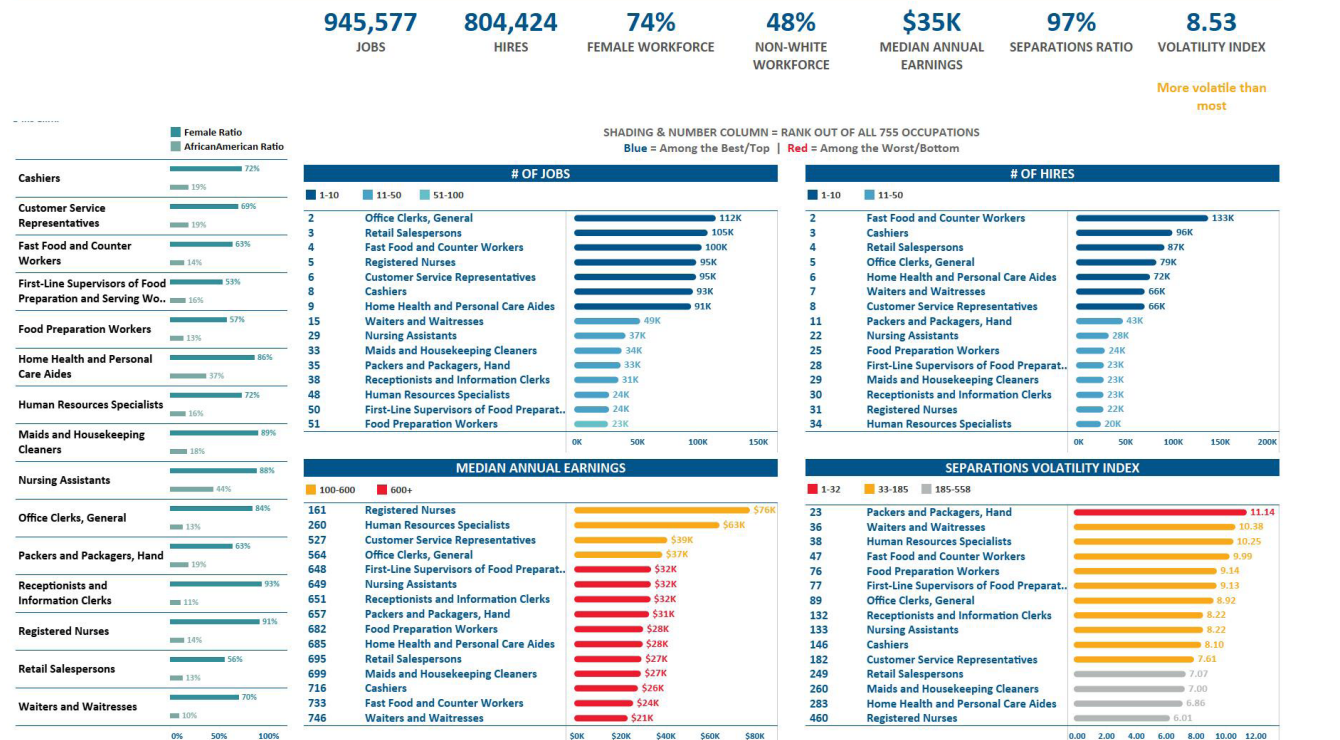 945,577
JOBS
804,424
HIRES
74%
FEMALE WORKFORCE
48%
NON-WHITE
WORKFORCE
$35K
MEDIAN ANNUAL
EARNINGS
97%
SEPARATIONS RATIO
8.53
VOLATILITY INDEX
More volatile than
most
Female Ratio
AfricanAmerican Ratio
Cashiers
72%
19%
Customer Service
Representatives
69%
19%
Fast Food and Counter
Workers
63%
14%
First-Line Supervisors of Food
Preparation and Serving Wo..
53%
16%
Food Preparation Workers
57%
13%
Home Health and Personal
Care Aides
86%
37%
Human Resources Specialists
72%
16%
Maids and Housekeeping
Cleaners
89%
18%
Nursing Assistants
88%
44%
Office Clerks, General
84%
13%
Packers and Packagers, Hand
63%
19%
Receptionists and
Information Clerks
93%
11%
Registered Nurses
91%
14%
Retail Salespersons
56%
13%
Waiters and Waitresses
70%
10%
0% 50% 100%
SHADING & NUMBER COLUMN = RANK OUT OF ALL 755 OCCUPATIONS
Blue = Among the Best/Top | Red = Among the Worst/Bottom
# OF JOBS
1-10 11-50 51-100
2 Office Clerks, General 112K
3 Retail Salespersons 105K
4 Fast Food and Counter Workers 100K
5 Registered Nurses 95K
6 Customer Service Representatives 95K
8 Cashiers 93K
9 Home Health and Personal Care Aides 91K
15 Waiters and Waitresses 49K
29 Nursing Assistants 37K
33 Maids and Housekeeping Cleaners 34K
35 Packers and Packagers, Hand 33K
38 Receptionists and Information Clerks 31K
48 Human Resources Specialists 24K
50 First-Line Supervisors of Food Preparat.. 24K
51 Food Preparation Workers 23K
0K 50K 100K 150K
# OF HIRES
1-10 11-50
2 Fast Food and Counter Workers 133K
3 Cashiers 96K
4 Retail Salespersons 87K
5 Office Clerks, General 79K
6 Home Health and Personal Care Aides 72K
7 Waiters and Waitresses 66K
8 Customer Service Representatives 66K
11 Packers and Packagers, Hand 43K
22 Nursing Assistants 28K
25 Food Preparation Workers 24K
28 First-Line Supervisors of Food Preparat.. 23K
29 Maids and Housekeeping Cleaners 23K
30 Receptionists and Information Clerks 23K
31 Registered Nurses 22K
34 Human Resources Specialists 20K
0K 50K 100K 150K 200K
MEDIAN ANNUAL EARNINGS
100-600 600+
161 Registered Nurses $76K
260 Human Resources Specialists $63K
527 Customer Service Representatives $39K
564 Office Clerks, General $37K
648 First-Line Supervisors of Food Preparat.. $32K
649 Nursing Assistants $32K
651 Receptionists and Information Clerks $32K
657 Packers and Packagers, Hand $31K
682 Food Preparation Workers $28K
685 Home Health and Personal Care Aides $28K
695 Retail Salespersons $27K
699 Maids and Housekeeping Cleaners $27K
716 Cashiers $26K
733 Fast Food and Counter Workers $24K
746 Waiters and Waitresses $21K
$0K $20K $40K $60K $80K
SEPARATIONS VOLATILITY INDEX
1-32 33-185 185-558
23 Packers and Packagers, Hand 11.14
36 Waiters and Waitresses 10.38
38 Human Resources Specialists 10.25
47 Fast Food and Counter Workers 9.99
76 Food Preparation Workers 9.14
77 First-Line Supervisors of Food Preparat.. 9.13
89 Office Clerks, General 8.92
132 Receptionists and Information Clerks 8.22
133 Nursing Assistants 8.22
146 Cashiers 8.10
182 Customer Service Representatives 7.61
249 Retail Salespersons 7.07
260 Maids and Housekeeping Cleaners 7.00
283 Home Health and Personal Care Aides 6.86
460 Registered Nurses 6.01
0.00 2.00 4.00 6.00 8.00 10.00 12.00